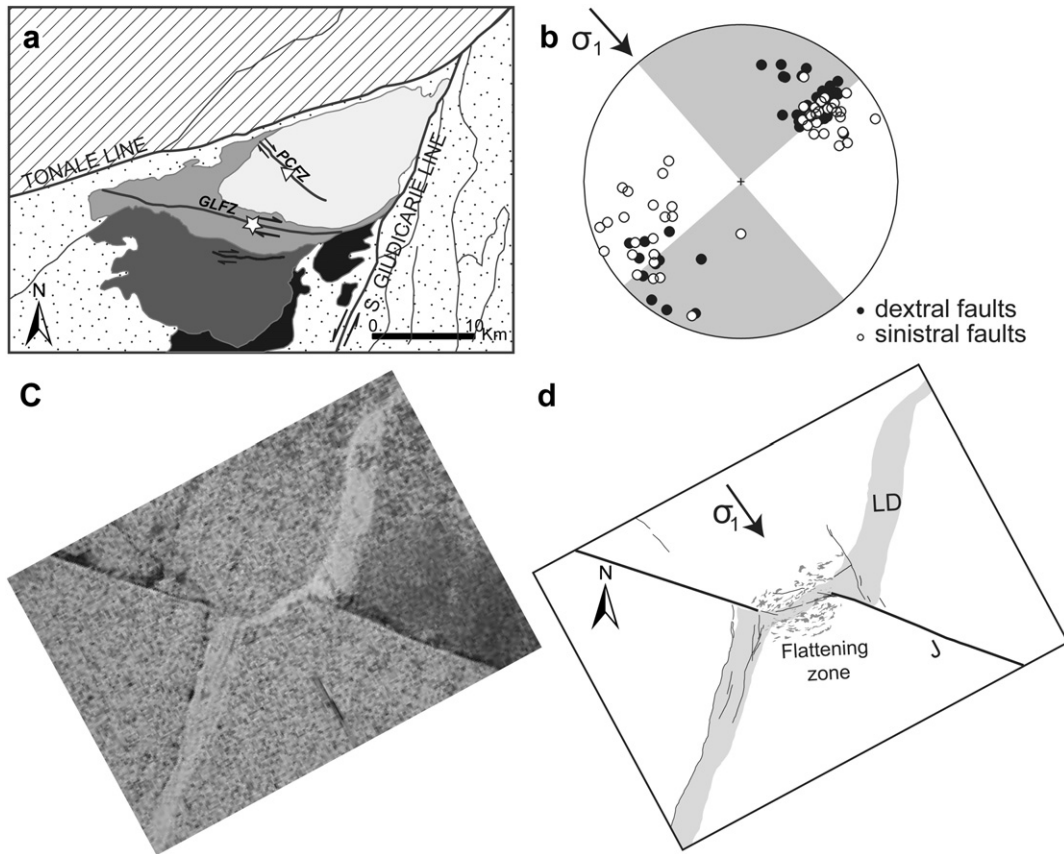 a
TONALE LINE
PCFZ
GLFZ
S. GIUDICARIE LINE
N
0 10
Km
b
σ1
dextral faults
sinistral faults
C
d
σ1
N
LD
Flattening
zone
J